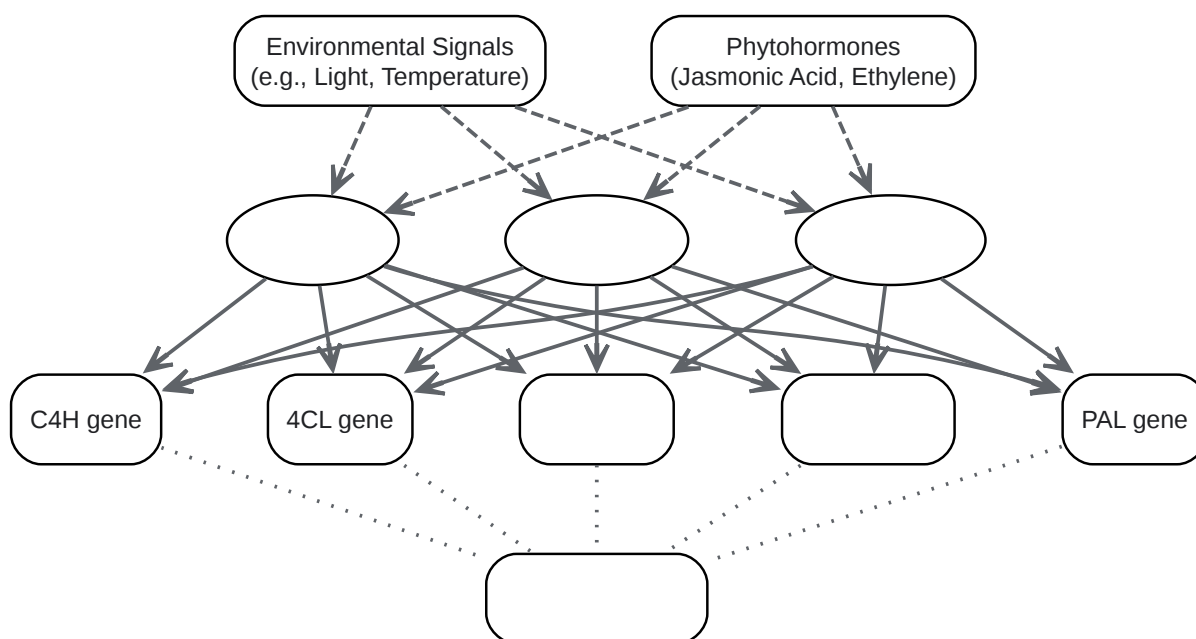 Environmental Signals
(e.g., Light, Temperature)
Phytohormones
(Jasmonic Acid, Ethylene)
C4H gene
4CL gene
PAL gene